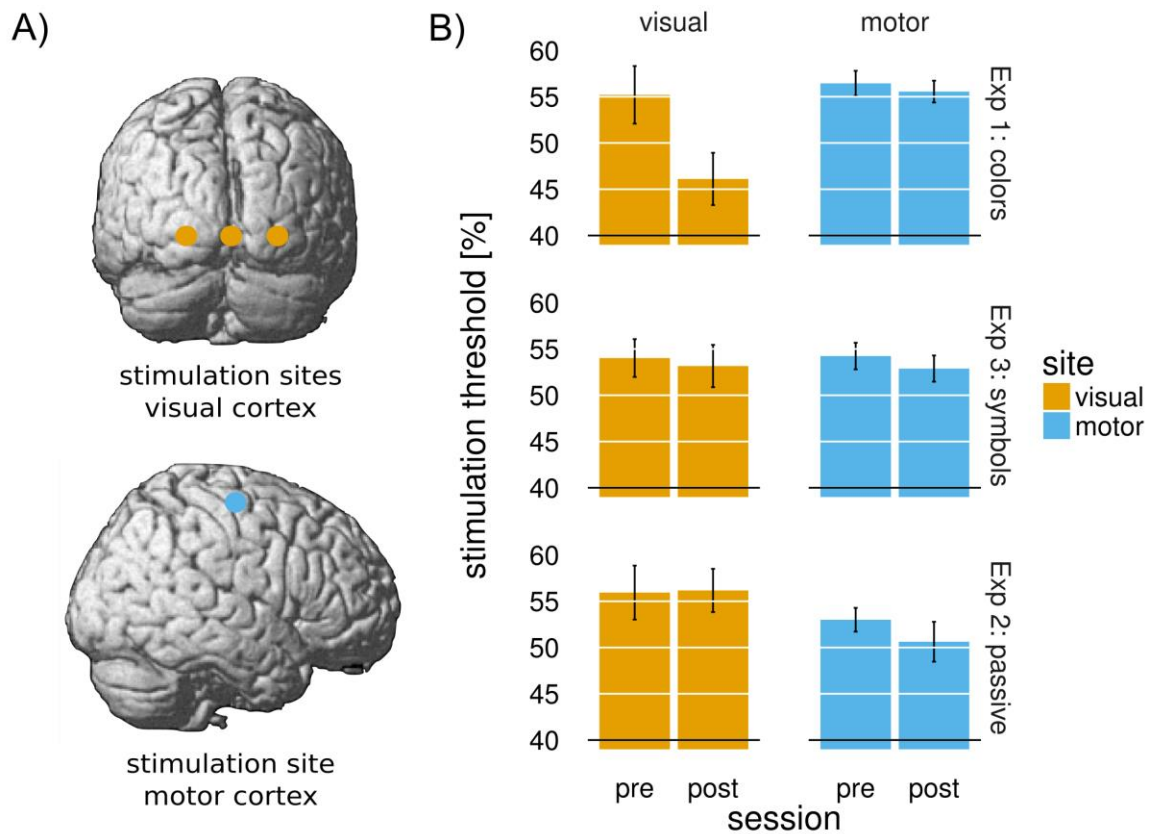 A)
stimulation sites
visual cortex
stimulation site
motor cortex
B)
visual motor
stimulation threshold [%]
60
55
50
45
40
Exp 1: colors
60
55
50
45
40
Exp 3: symbols
60
55
50
45
40
Exp 2: passive
pre post pre post
session
site
visual
motor